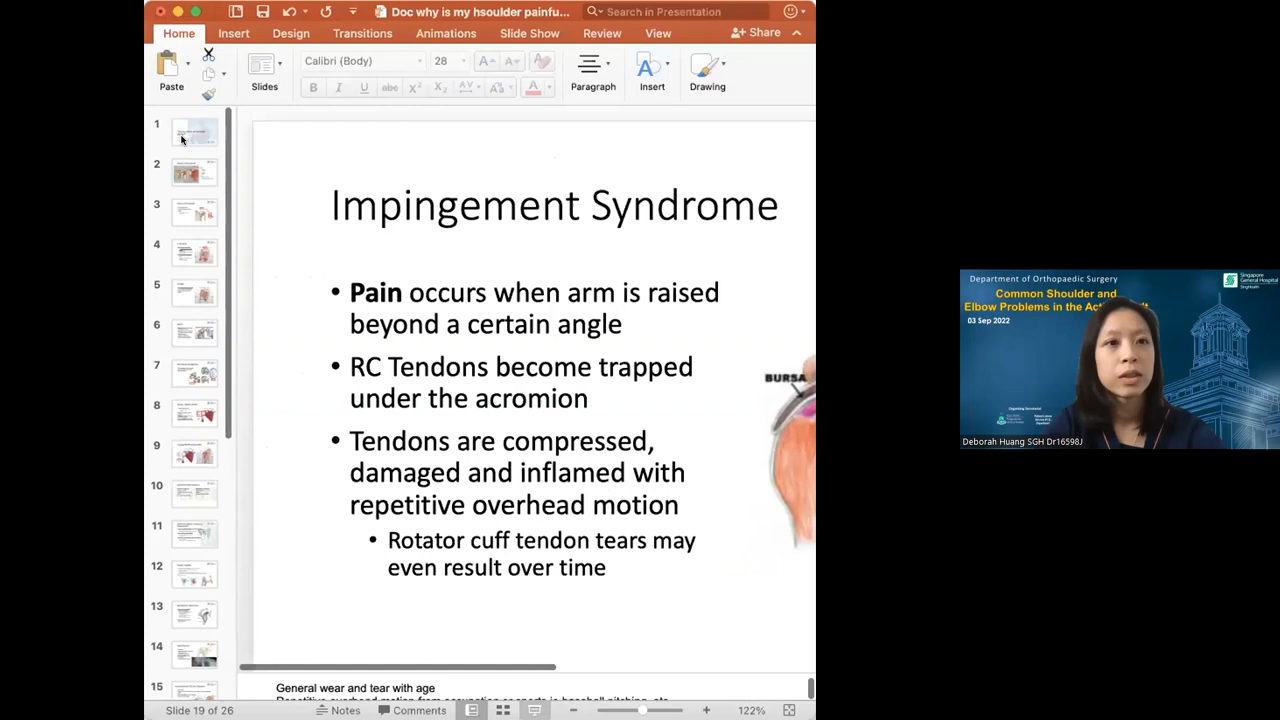 Doc why is my hsoulder painfu...
Search in Presentation
Home Insert Design Transitions Animations Slide Show Review View Share
Calibri (Body) 28
Paste Slides B I U abc X² X₂ AV Aa A Paragraph Insert Drawing
1
2
3
4
5
6
7
8
9
10
11
12
13
14
15
Impingement Syndrome
• Pain occurs when arm is raised
beyond a certain angle
• RC Tendons become trapped
under the acromion
• Tendons are compressed,
damaged and inflamed with
repetitive overhead motion
• Rotator cuff tendon tears may
even result over time
BURSA
General wear and tear with age
Slide 19 of 26 Notes Comments 122%
Department of Orthopaedic Surgery
Singapore
General Hospital
SingHealth
Common Shoulder and
Elbow Problems in the
03 Sep 2022
Deborah Huang SGH Dr16598J